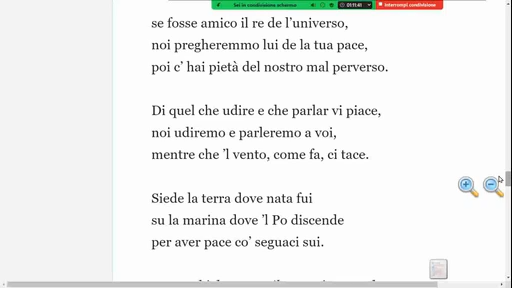 Sei in condivisione schermo
01:11:41
Interrompi condivisione
se fosse amico il re de l’universo,
noi pregheremmo lui de la tua pace,
poi c’ hai pietà del nostro mal perverso.
Di quel che udire e che parlar vi piace,
noi udiremo e parleremo a voi,
mentre che ’l vento, come fa, ci tace.
Siede la terra dove nata fui
su la marina dove ’l Po discende
per aver pace co’ seguaci sui.